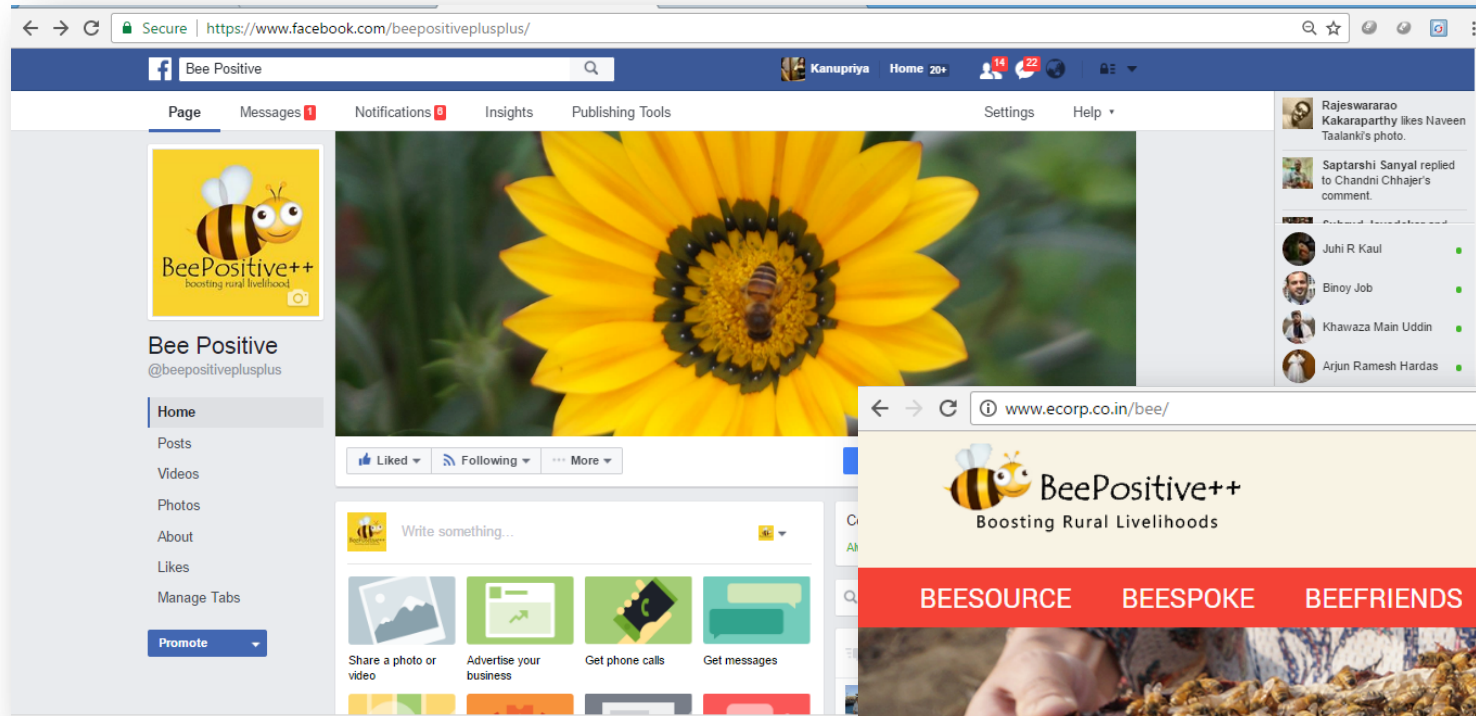 Secure | https://www.facebook.com/beepositiveplusplus/
Bee Positive
Kanupriya Home 20+ 14 22
Page Messages 1 Notifications 8 Insights Publishing Tools Settings Help
BeePositive++
boosting rural livelihood
Bee Positive
@beepositiveplusplus
Home
Posts
Videos
Photos
About
Likes
Manage Tabs
Promote
Liked Following More
Write something...
Share a photo or
video
Advertise your
business
Get phone calls
Get messages
Rajeswararao
Kakaraparthy likes Naveen
Taalanki's photo.
Saptarshi Sanyal replied
to Chandni Chhajer's
comment.
Juhi R Kaul
Binoy Job
Khawaza Main Uddin
Arjun Ramesh Hardas
www.ecorp.co.in/bee/
BeePositive++
Boosting Rural Livelihoods
BEESOURCE BEESPOKE BEEFRIENDS